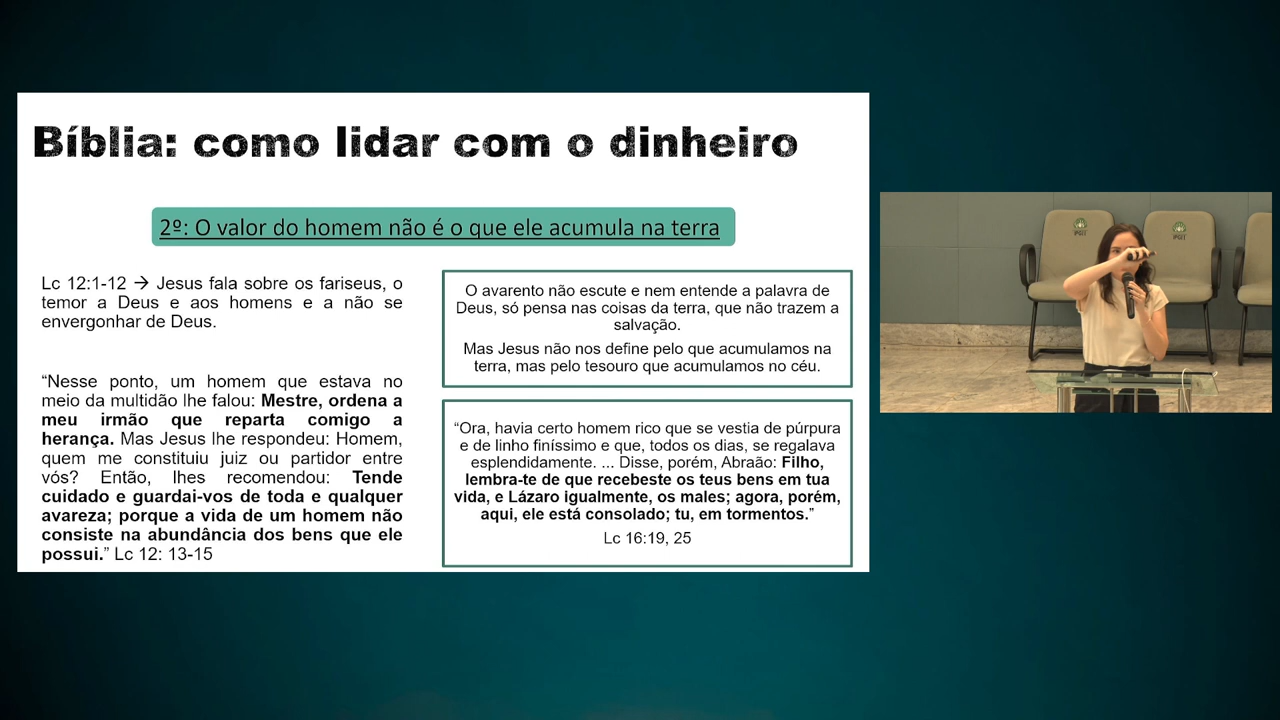 Bíblia: como lidar com o dinheiro
2º: O valor do homem não é o que ele acumula na terra
Lc 12:1-12 → Jesus fala sobre os fariseus, o
temor a Deus e aos homens e a não se
envergonhar de Deus.
“Nesse ponto, um homem que estava no
meio da multidão lhe falou: Mestre, ordena a
meu irmão que reparta comigo a
herança. Mas Jesus lhe respondeu: Homem,
quem me constituiu juiz ou partidor entre
vós? Então, lhes recomendou: Tende
cuidado e guardai-vos de toda e qualquer
avareza; porque a vida de um homem não
consiste na abundância dos bens que ele
possui.” Lc 12: 13-15
O avarento não escute e nem entende a palavra de
Deus, só pensa nas coisas da terra, que não trazem a
salvação.
Mas Jesus não nos define pelo que acumulamos na
terra, mas pelo tesouro que acumulamos no céu.
“Ora, havia certo homem rico que se vestia de púrpura
e de linho finíssimo e que, todos os dias, se regalava
esplendidamente. ... Disse, porém, Abraão: Filho,
lembra-te de que recebeste os teus bens em tua
vida, e Lázaro igualmente, os males; agora, porém,
aqui, ele está consolado; tu, em tormentos.”
Lc 16:19, 25